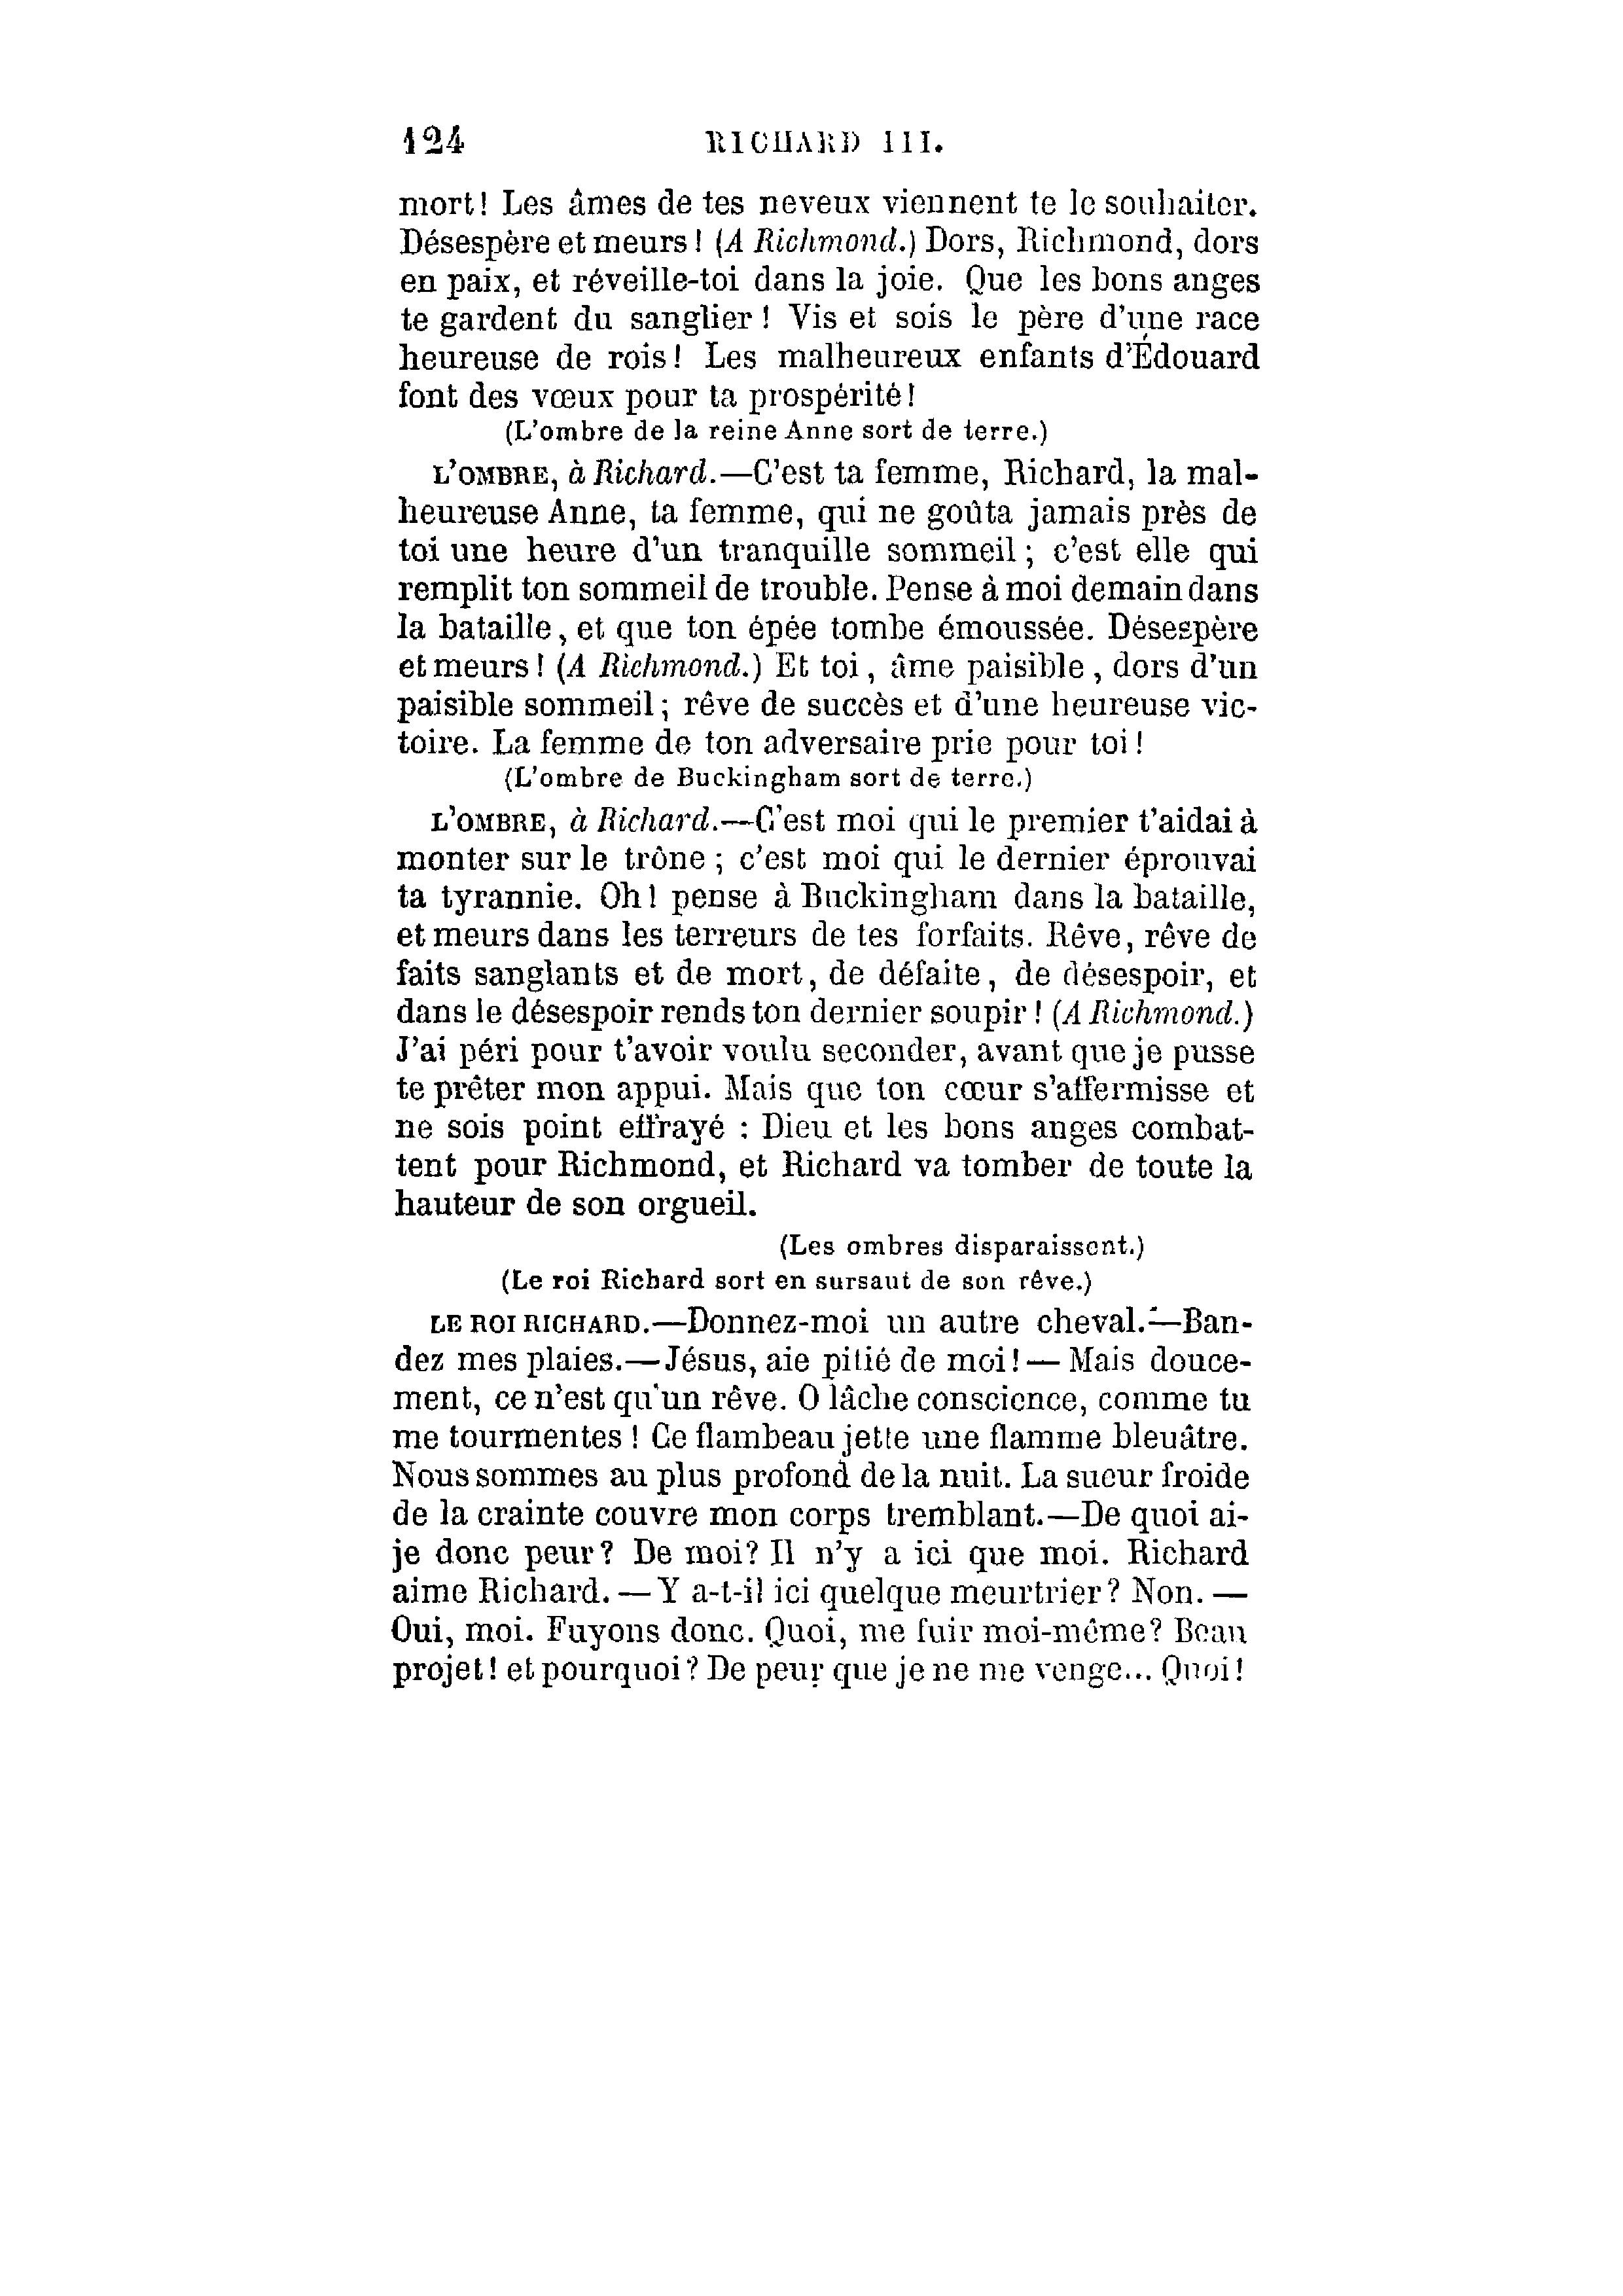 124 RICHARD III.
mort! Les âmes de tes neveux viennent te le souhaiter.
Désespère et meurs! (A Richmond.) Dors, Richmond, dors
en paix, et réveille-toi dans la joie. Que les bons anges
te gardent du sanglier! Vis et sois le père d'une race
heureuse de rois! Les malheureux enfants d'Édouard
font des vœux pour ta prospérité!
(L'ombre de la reine Anne sort de terre.)
L'OMBRE, à Richard.—C'est ta femme, Richard, la mal-
heureuse Anne, ta femme, qui ne goûta jamais près de
toi une heure d'un tranquille sommeil; c'est elle qui
remplit ton sommeil de trouble. Pense à moi demain dans
la bataille, et que ton épée tombe émoussée. Désespère
et meurs! (A Richmond.) Et toi, âme paisible, dors d'un
paisible sommeil; rêve de succès et d'une heureuse vic-
toire. La femme de ton adversaire prie pour toi!
(L'ombre de Buckingham sort de terre.)
L'OMBRE, à Richard.—C'est moi qui le premier t'aidai à
monter sur le trône; c'est moi qui le dernier éprouvai
ta tyrannie. Oh! pense à Buckingham dans la bataille,
et meurs dans les terreurs de tes forfaits. Rêve, rêve de
faits sanglants et de mort, de défaite, de désespoir, et
dans le désespoir rends ton dernier soupir! (A Richmond.)
J'ai péri pour t'avoir voulu seconder, avant que je pusse
te prêter mon appui. Mais que ton cœur s'affermisse et
ne sois point effrayé : Dieu et les bons anges combat-
tent pour Richmond, et Richard va tomber de toute la
hauteur de son orgueil.
(Les ombres disparaissent.)
(Le roi Richard sort en sursaut de son rêve.)
LE ROI RICHARD.—Donnez-moi un autre cheval.—Ban-
dez mes plaies.—Jésus, aie pitié de moi!— Mais douce-
ment, ce n'est qu'un rêve. O lâche conscience, comme tu
me tourmentes! Ce flambeau jette une flamme bleuâtre.
Nous sommes au plus profond de la nuit. La sueur froide
de la crainte couvre mon corps tremblant.—De quoi ai-
je donc peur? De moi? Il n'y a ici que moi. Richard
aime Richard. — Y a-t-il ici quelque meurtrier? Non. —
Oui, moi. Fuyons donc. Quoi, me fuir moi-même? Beau
projet! et pourquoi? De peur que je ne me venge... Quoi!